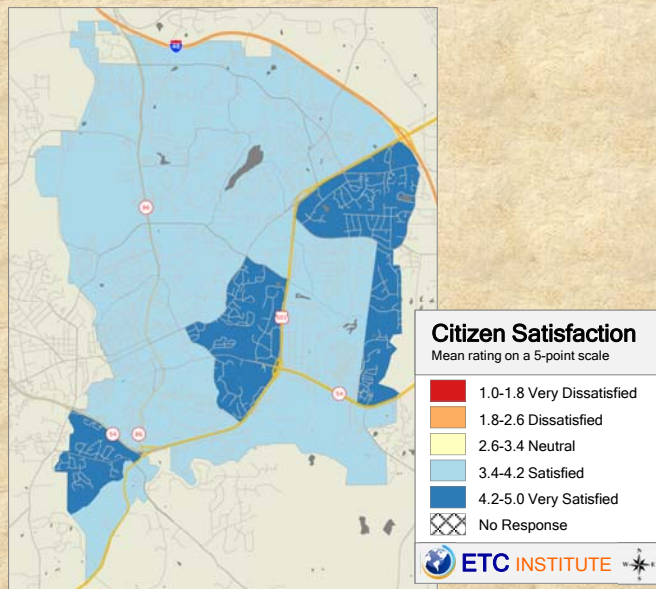 40
86
501
54
54
86
Citizen Satisfaction
Mean rating on a 5-point scale
1.0-1.8 Very Dissatisfied
1.8-2.6 Dissatisfied
2.6-3.4 Neutral
3.4-4.2 Satisfied
4.2-5.0 Very Satisfied
No Response
ETC INSTITUTE
N
W E
S